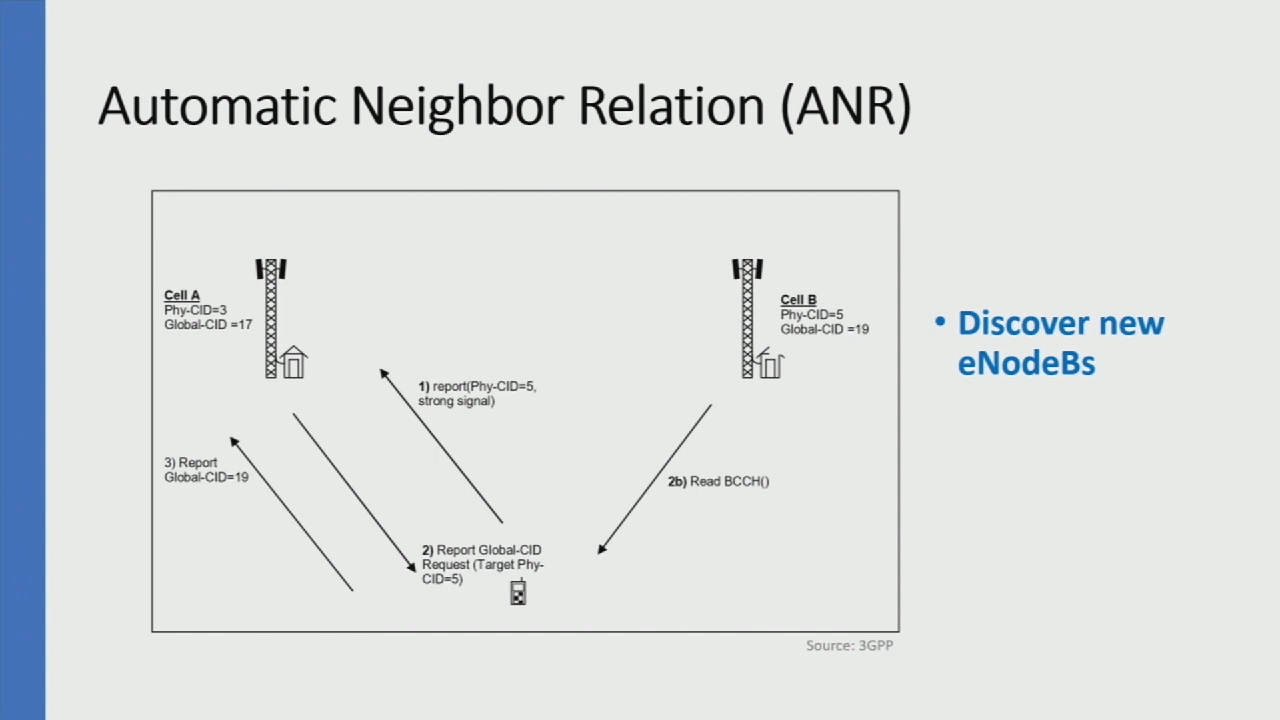 Automatic Neighbor Relation (ANR)
Cell A
Phy-CID=3
Global-CID =17
Cell B
Phy-CID=5
Global-CID =19
1) report(Phy-CID=5,
strong signal)
3) Report
Global-CID=19
2b) Read BCCH()
2) Report Global-CID
Request (Target Phy-
CID=5)
• Discover new
eNodeBs
Source: 3GPP